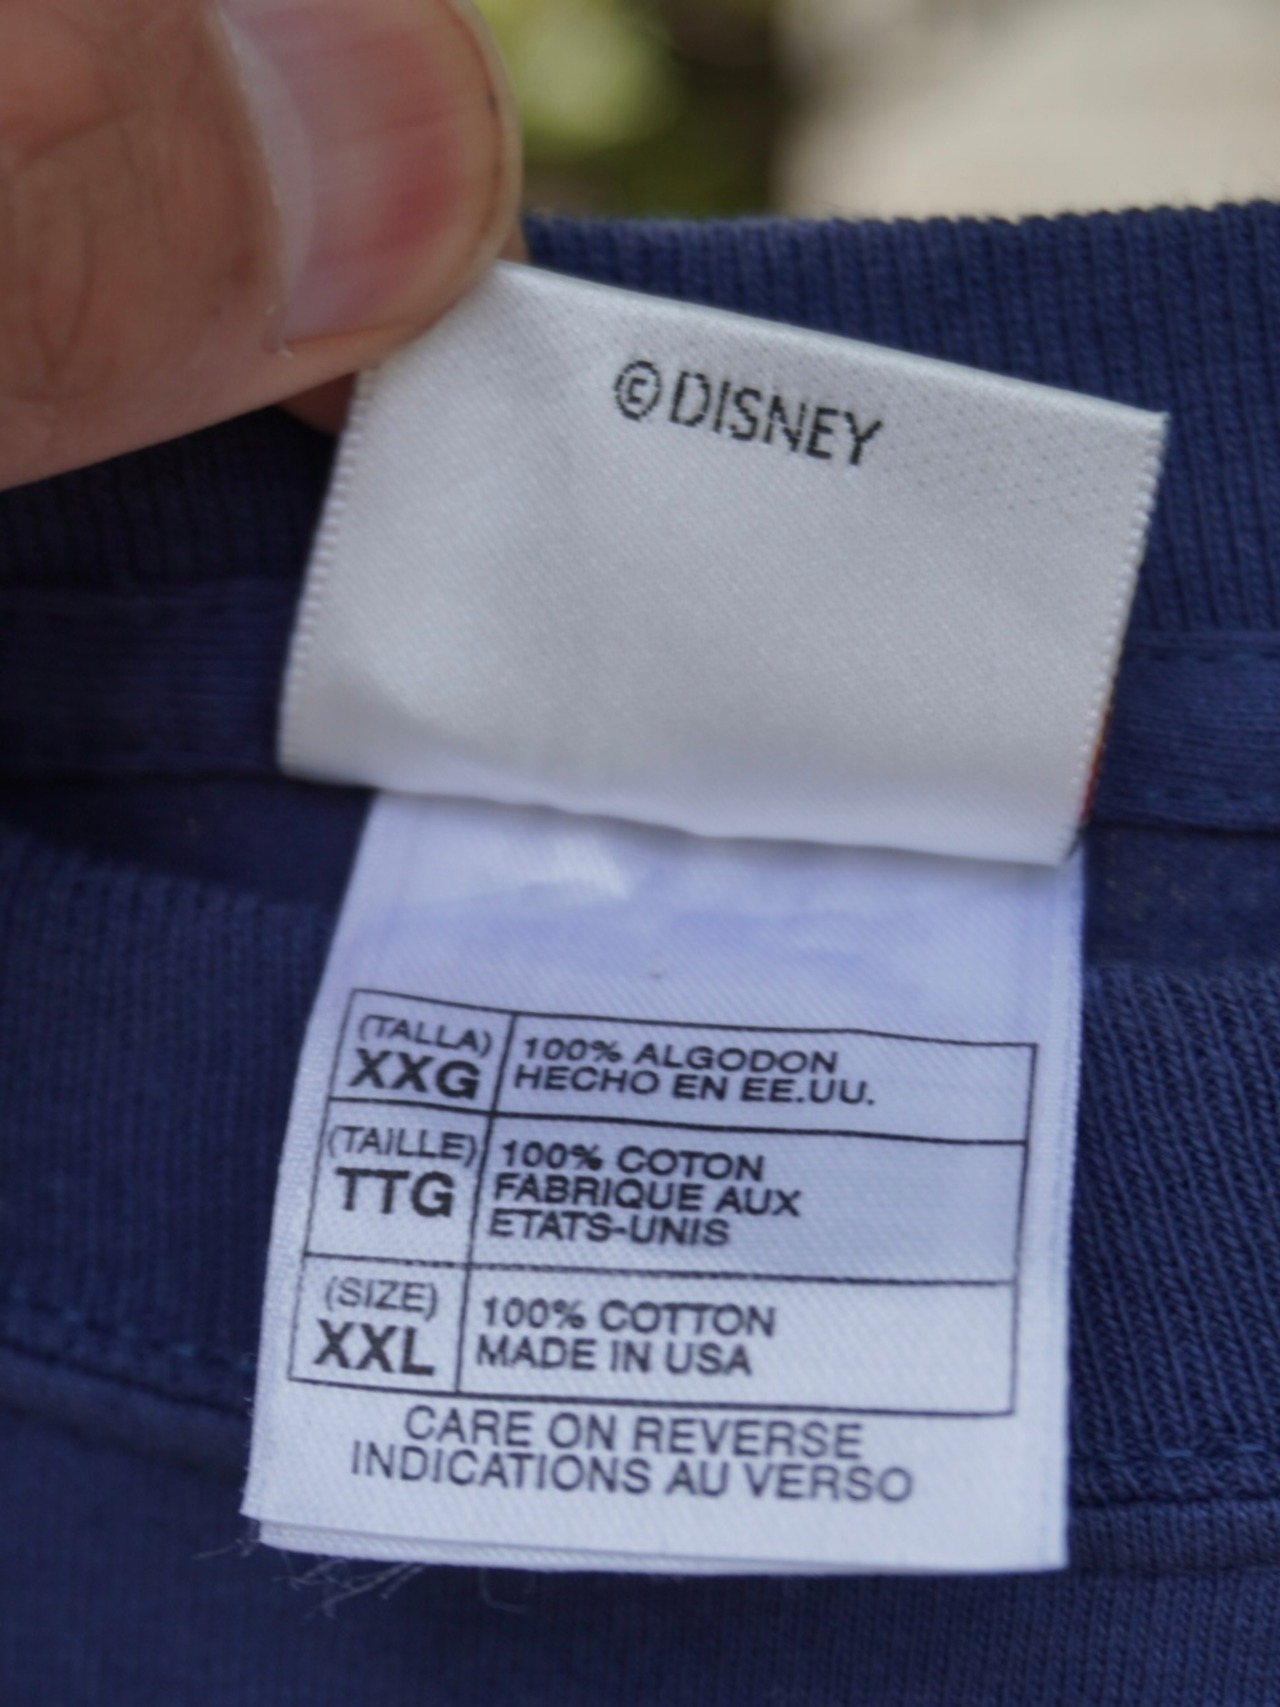 ©DISNEY
(TALLA)
XXG
100% ALGODON
HECHO EN EE.UU.
(TAILLE)
TTG
100% COTON
FABRIQUE AUX
ETATS-UNIS
(SIZE)
XXL
100% COTTON
MADE IN USA
CARE ON REVERSE
INDICATIONS AU VERSO